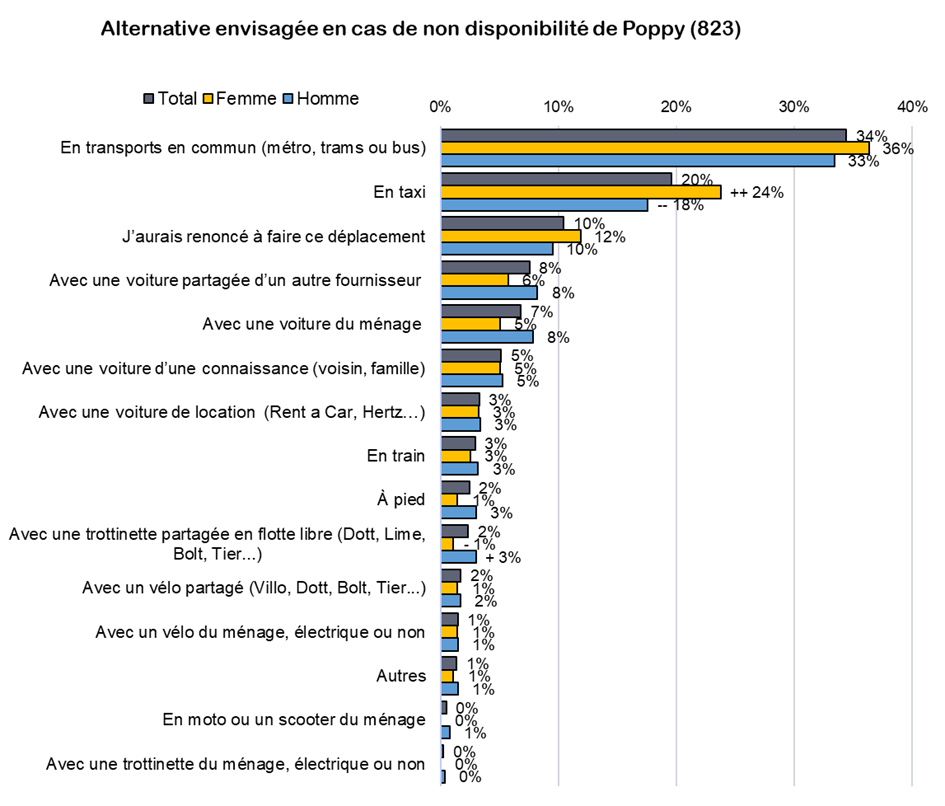 Alternative envisagée en cas de non disponibilité de Poppy (823)
Total Femme Homme
0% 10% 20% 30% 40%
En transports en commun (métro, trams ou bus)
34%
36%
33%
En taxi
20%
++ 24%
-- 18%
J’aurais renoncé à faire ce déplacement
10%
12%
10%
Avec une voiture partagée d’un autre fournisseur
8%
6%
8%
Avec une voiture du ménage
7%
5%
8%
Avec une voiture d’une connaissance (voisin, famille)
5%
5%
5%
Avec une voiture de location (Rent a Car, Hertz…)
3%
3%
3%
En train
3%
3%
3%
À pied
2%
1%
3%
Avec une trottinette partagée en flotte libre (Dott, Lime,
Bolt, Tier...)
2%
- 1%
+ 3%
Avec un vélo partagé (Villo, Dott, Bolt, Tier...)
2%
1%
2%
Avec un vélo du ménage, électrique ou non
1%
1%
1%
Autres
1%
1%
1%
En moto ou un scooter du ménage
0%
0%
1%
Avec une trottinette du ménage, électrique ou non
0%
0%
0%